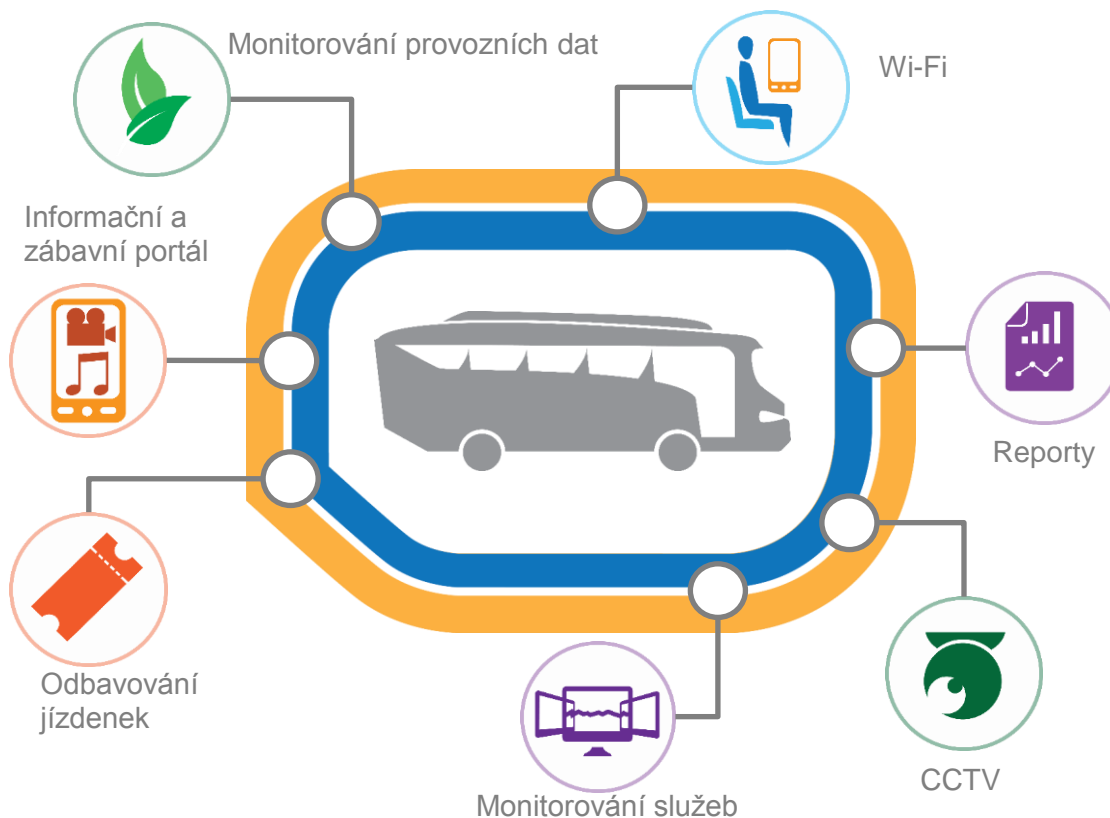 Monitorování provozních dat
Wi-Fi
Informační a
zábavní portál
Reporty
Odbavování
jízdenek
CCTV
Monitorování služeb